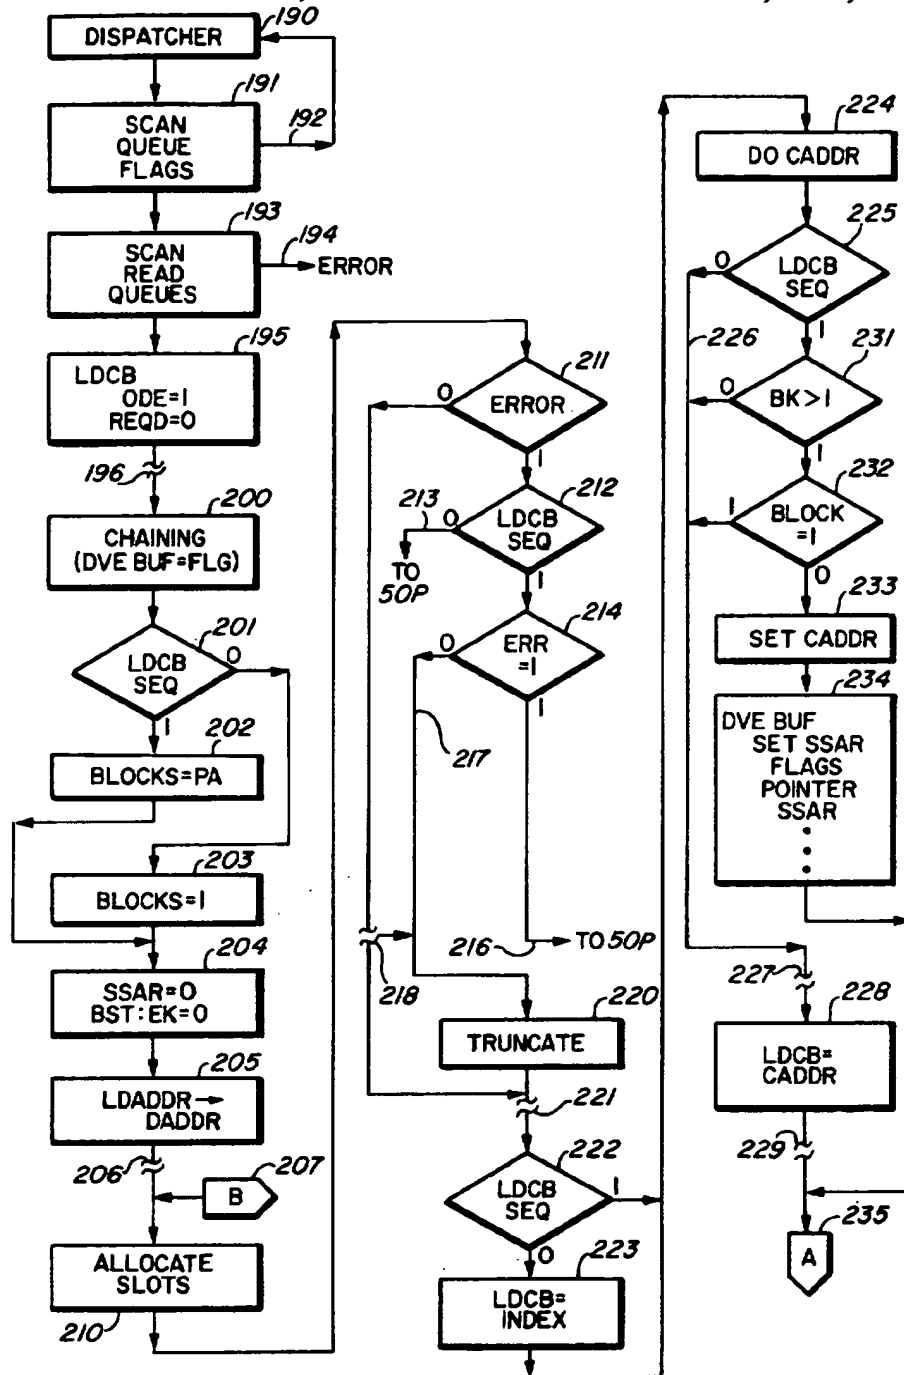 190
DISPATCHER
191
192
SCAN
QUEUE
FLAGS
193
194
SCAN
READ
QUEUES
ERROR
195
LDCB
ODE=1
REQD=0
196
200
CHAINING
(DVE BUF=FLG)
201
LDCB
SEQ
0
1
202
BLOCKS=PA
203
BLOCKS=1
204
SSAR=0
BST:EK=0
205
LDADDR→
DADDR
206
207
B
ALLOCATE
SLOTS
210
211
ERROR
0
1
212
213
LDCB
SEQ
0
1
TO
50P
214
ERR
=1
0
1
217
216
TO 50P
218
220
TRUNCATE
221
222
LDCB
SEQ
1
0
223
LDCB=
INDEX
224
DO CADDR
225
LDCB
SEQ
0
1
226
231
BK>1
0
1
232
BLOCK
=1
1
0
233
SET CADDR
234
DVE BUF
SET SSAR
FLAGS
POINTER
SSAR
227
228
LDCB=
CADDR
229
235
A